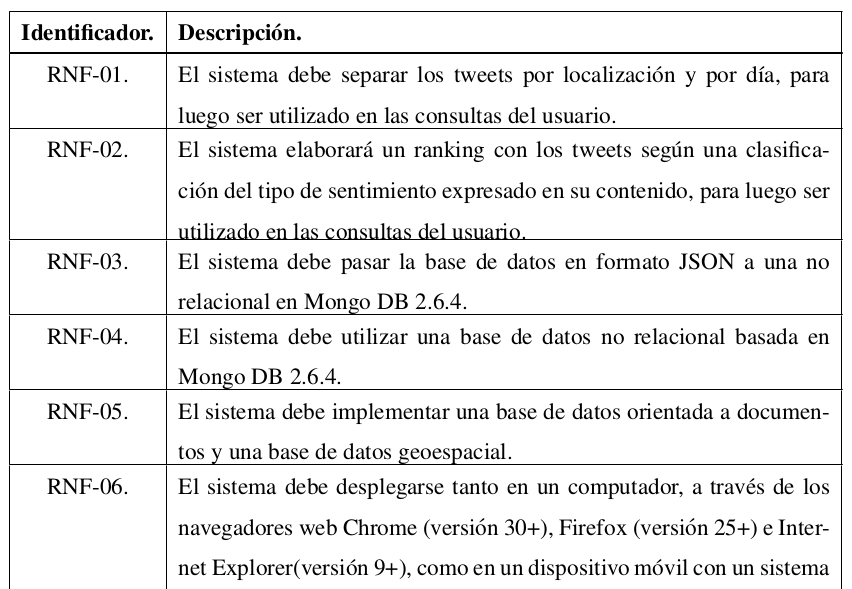 Identificador. Descripción.
RNF-01. El sistema debe separar los tweets por localización y por día, para
luego ser utilizado en las consultas del usuario.
RNF-02. El sistema elaborará un ranking con los tweets según una clasifica-
ción del tipo de sentimiento expresado en su contenido, para luego ser
utilizado en las consultas del usuario.
RNF-03. El sistema debe pasar la base de datos en formato JSON a una no
relacional en Mongo DB 2.6.4.
RNF-04. El sistema debe utilizar una base de datos no relacional basada en
Mongo DB 2.6.4.
RNF-05. El sistema debe implementar una base de datos orientada a documen-
tos y una base de datos geoespacial.
RNF-06. El sistema debe desplegarse tanto en un computador, a través de los
navegadores web Chrome (versión 30+), Firefox (versión 25+) e Inter-
net Explorer(versión 9+), como en un dispositivo móvil con un sistema